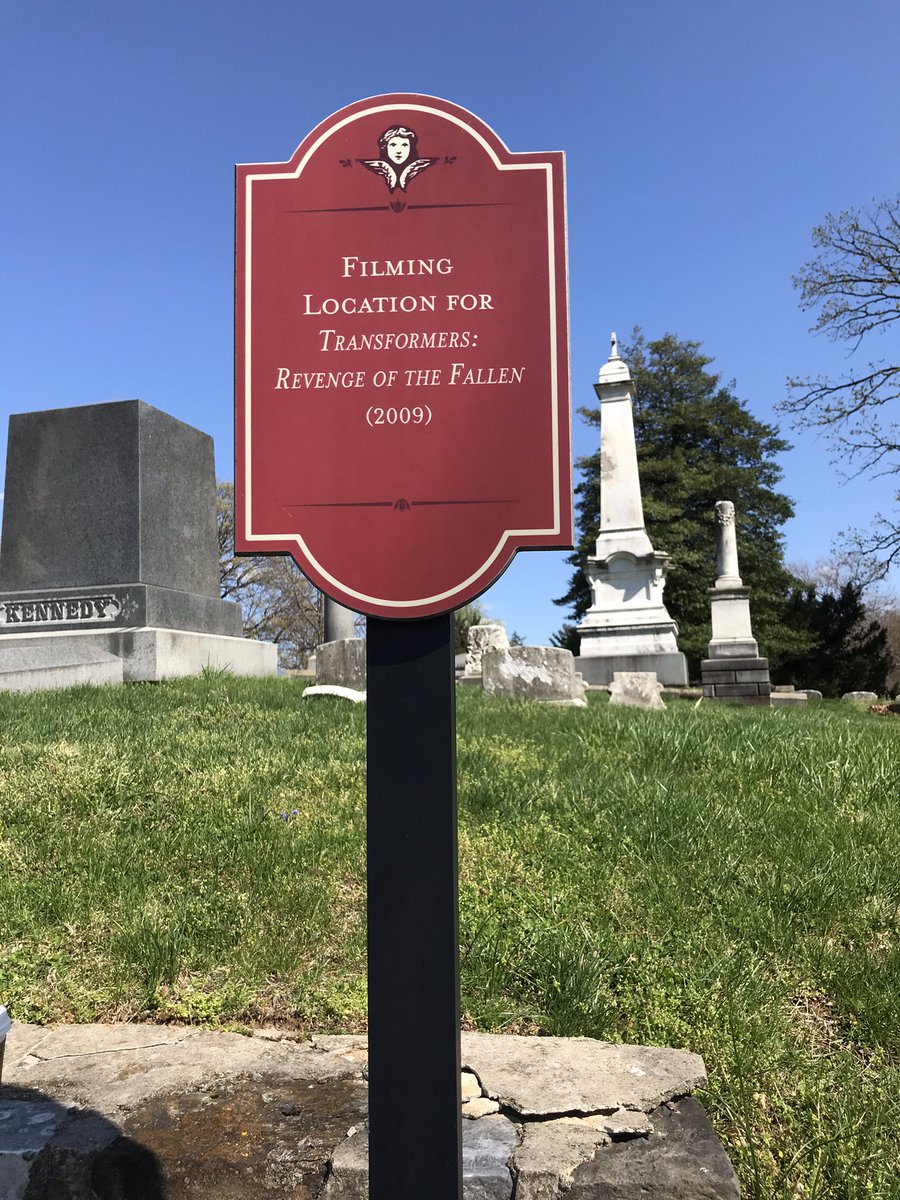 FILMING
LOCATION FOR
TRANSFORMERS:
REVENGE OF THE FALLEN
(2009)
KENNEDY